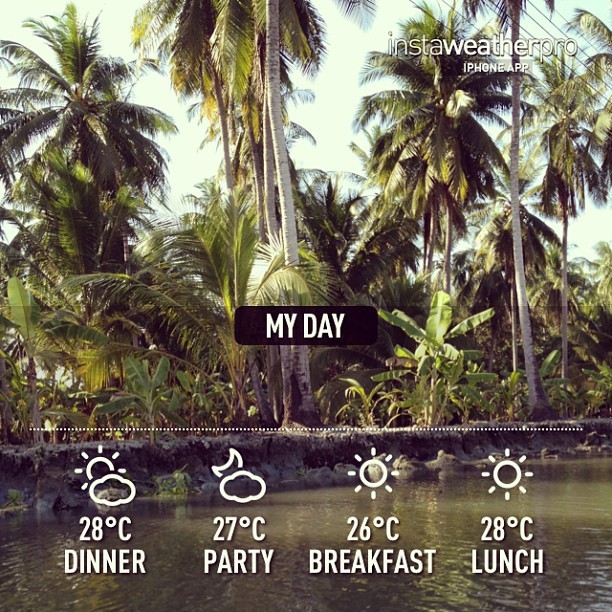 instaweatherpro
IPHONE APP
MY DAY
28°C 27°C 26°C 28°C
DINNER PARTY BREAKFAST LUNCH